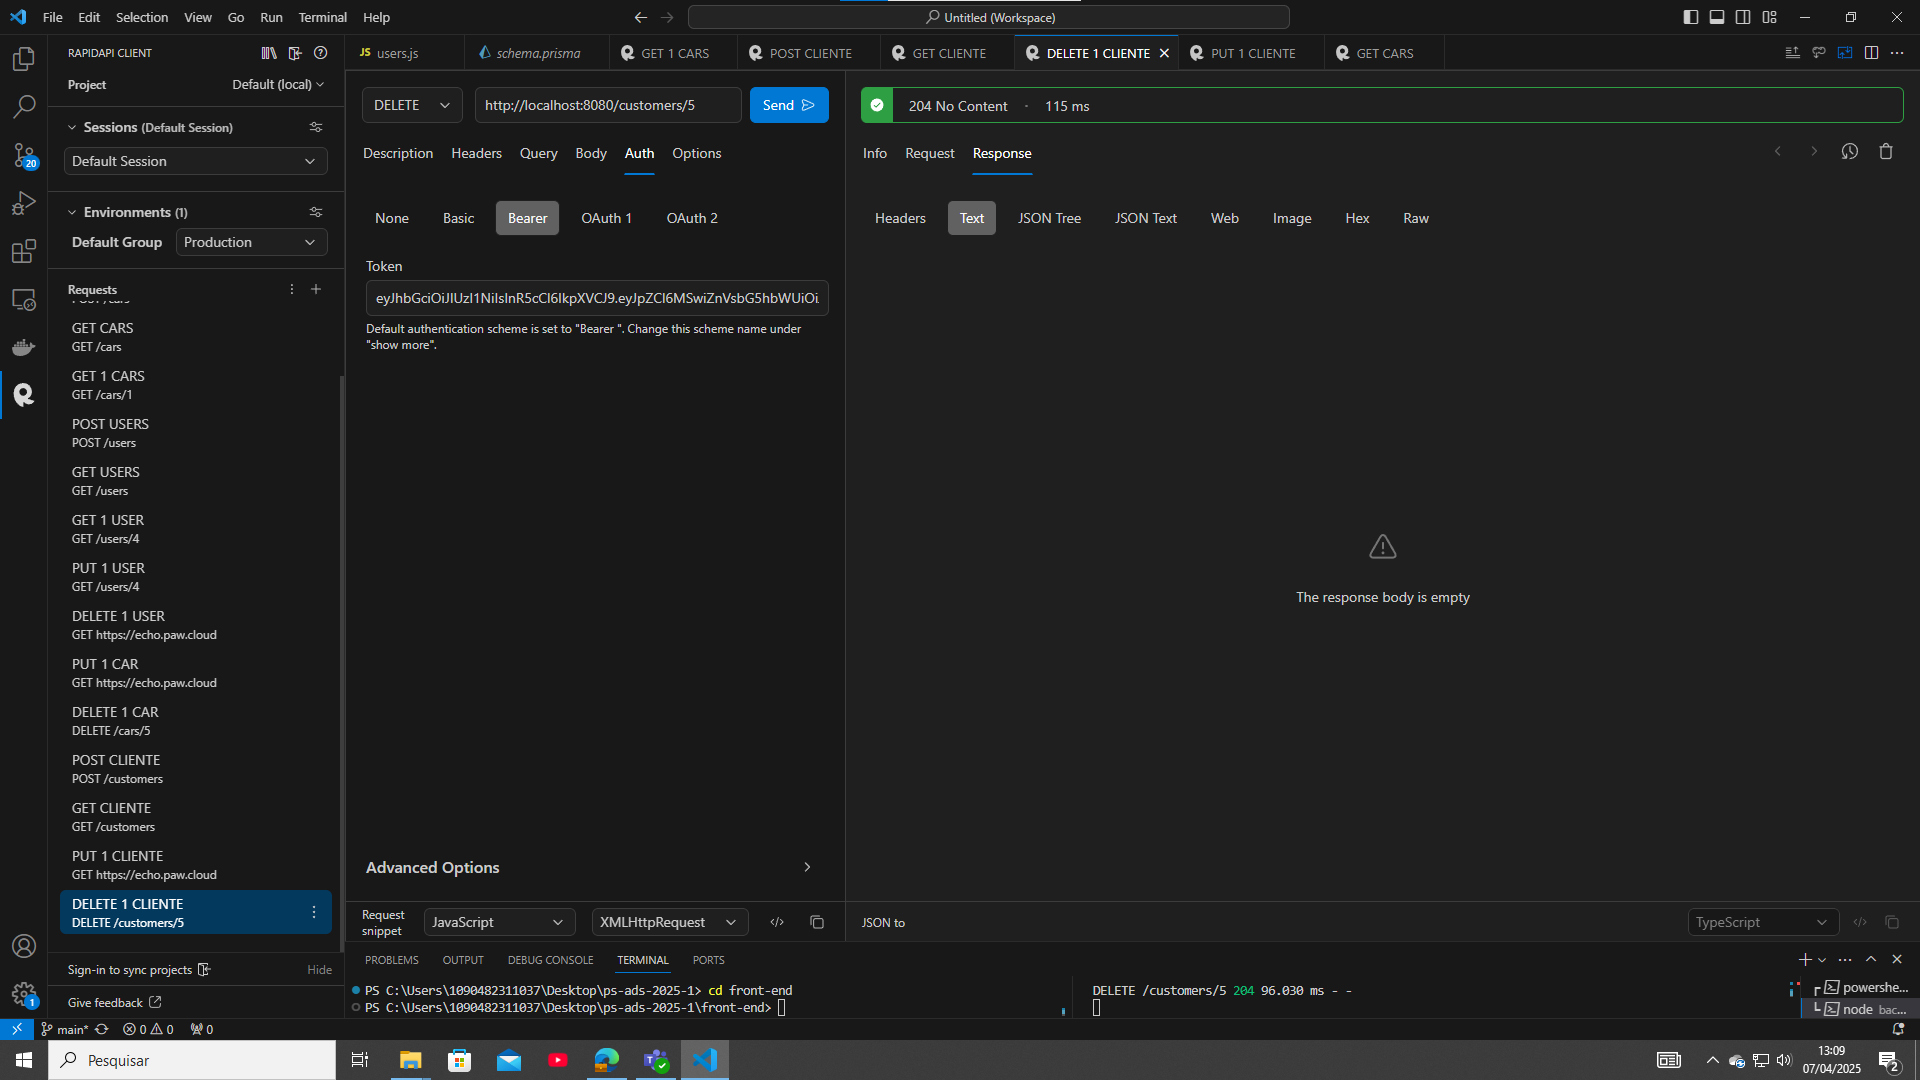 File Edit Selection View Go Run Terminal Help
Untitled (Workspace)
RAPIDAPI CLIENT
Project Default (local)
Sessions (Default Session)
Default Session
Environments (1)
Default Group Production
Requests
GET CARS
GET /cars
GET 1 CARS
GET /cars/1
POST USERS
POST /users
GET USERS
GET /users
GET 1 USER
GET /users/4
PUT 1 USER
GET /users/4
DELETE 1 USER
GET https://echo.paw.cloud
PUT 1 CAR
GET https://echo.paw.cloud
DELETE 1 CAR
DELETE /cars/5
POST CLIENTE
POST /customers
GET CLIENTE
GET /customers
PUT 1 CLIENTE
GET https://echo.paw.cloud
DELETE 1 CLIENTE
DELETE /customers/5
Sign-in to sync projects Hide
Give feedback
20
1
JS users.js schema.prisma GET 1 CARS POST CLIENTE GET CLIENTE DELETE 1 CLIENTE PUT 1 CLIENTE GET CARS
DELETE http://localhost:8080/customers/5 Send
Description Headers Query Body Auth Options
None Basic Bearer OAuth 1 OAuth 2
Token
eyJhbGciOiJIUzI1NiIsInR5cCI6IkpXVCJ9.eyJpZCI6MSwiZnVsbG5hbWUiOi
Default authentication scheme is set to "Bearer ". Change this scheme name under
"show more".
Advanced Options
Request
snippet JavaScript XMLHttpRequest
204 No Content · 115 ms
Info Request Response
Headers Text JSON Tree JSON Text Web Image Hex Raw
The response body is empty
JSON to TypeScript
PROBLEMS OUTPUT DEBUG CONSOLE TERMINAL PORTS
PS C:\Users\1090482311037\Desktop\ps-ads-2025-1> cd front-end
PS C:\Users\1090482311037\Desktop\ps-ads-2025-1\front-end>
DELETE /customers/5 204 96.030 ms - -
powershe...
node bac...
main* 0 0 0
Pesquisar
13:09
07/04/2025
2